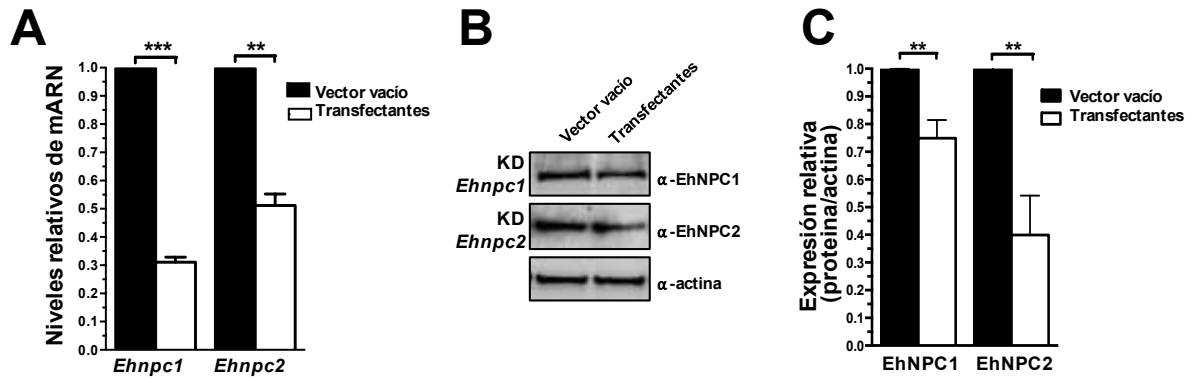 A
Niveles relativos de mARN
1.0
0.9
0.8
0.7
0.6
0.5
0.4
0.3
0.2
0.1
0.0
***
**
Vector vacío
Transfectantes
Ehnpc1
Ehnpc2
B
Vector vacío
Transfectantes
KD
Ehnpc1
α-EhNPC1
KD
Ehnpc2
α-EhNPC2
α-actina
C
Expresión relativa
(proteína/actina)
1.0
0.9
0.8
0.7
0.6
0.5
0.4
0.3
0.2
0.1
0.0
**
**
Vector vacío
Transfectantes
EhNPC1
EhNPC2